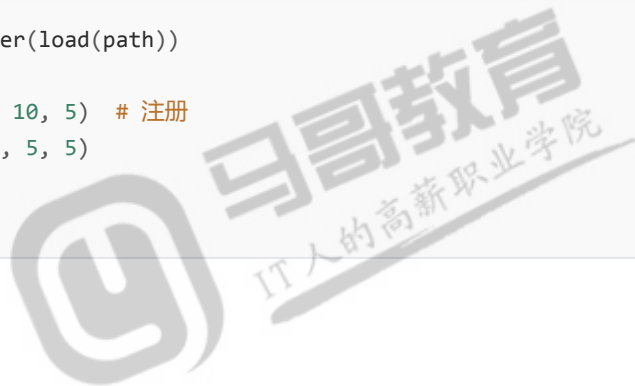 er(load(path))
10, 5) # 注册
, 5, 5)
马哥教育
IT人的高薪职业学院